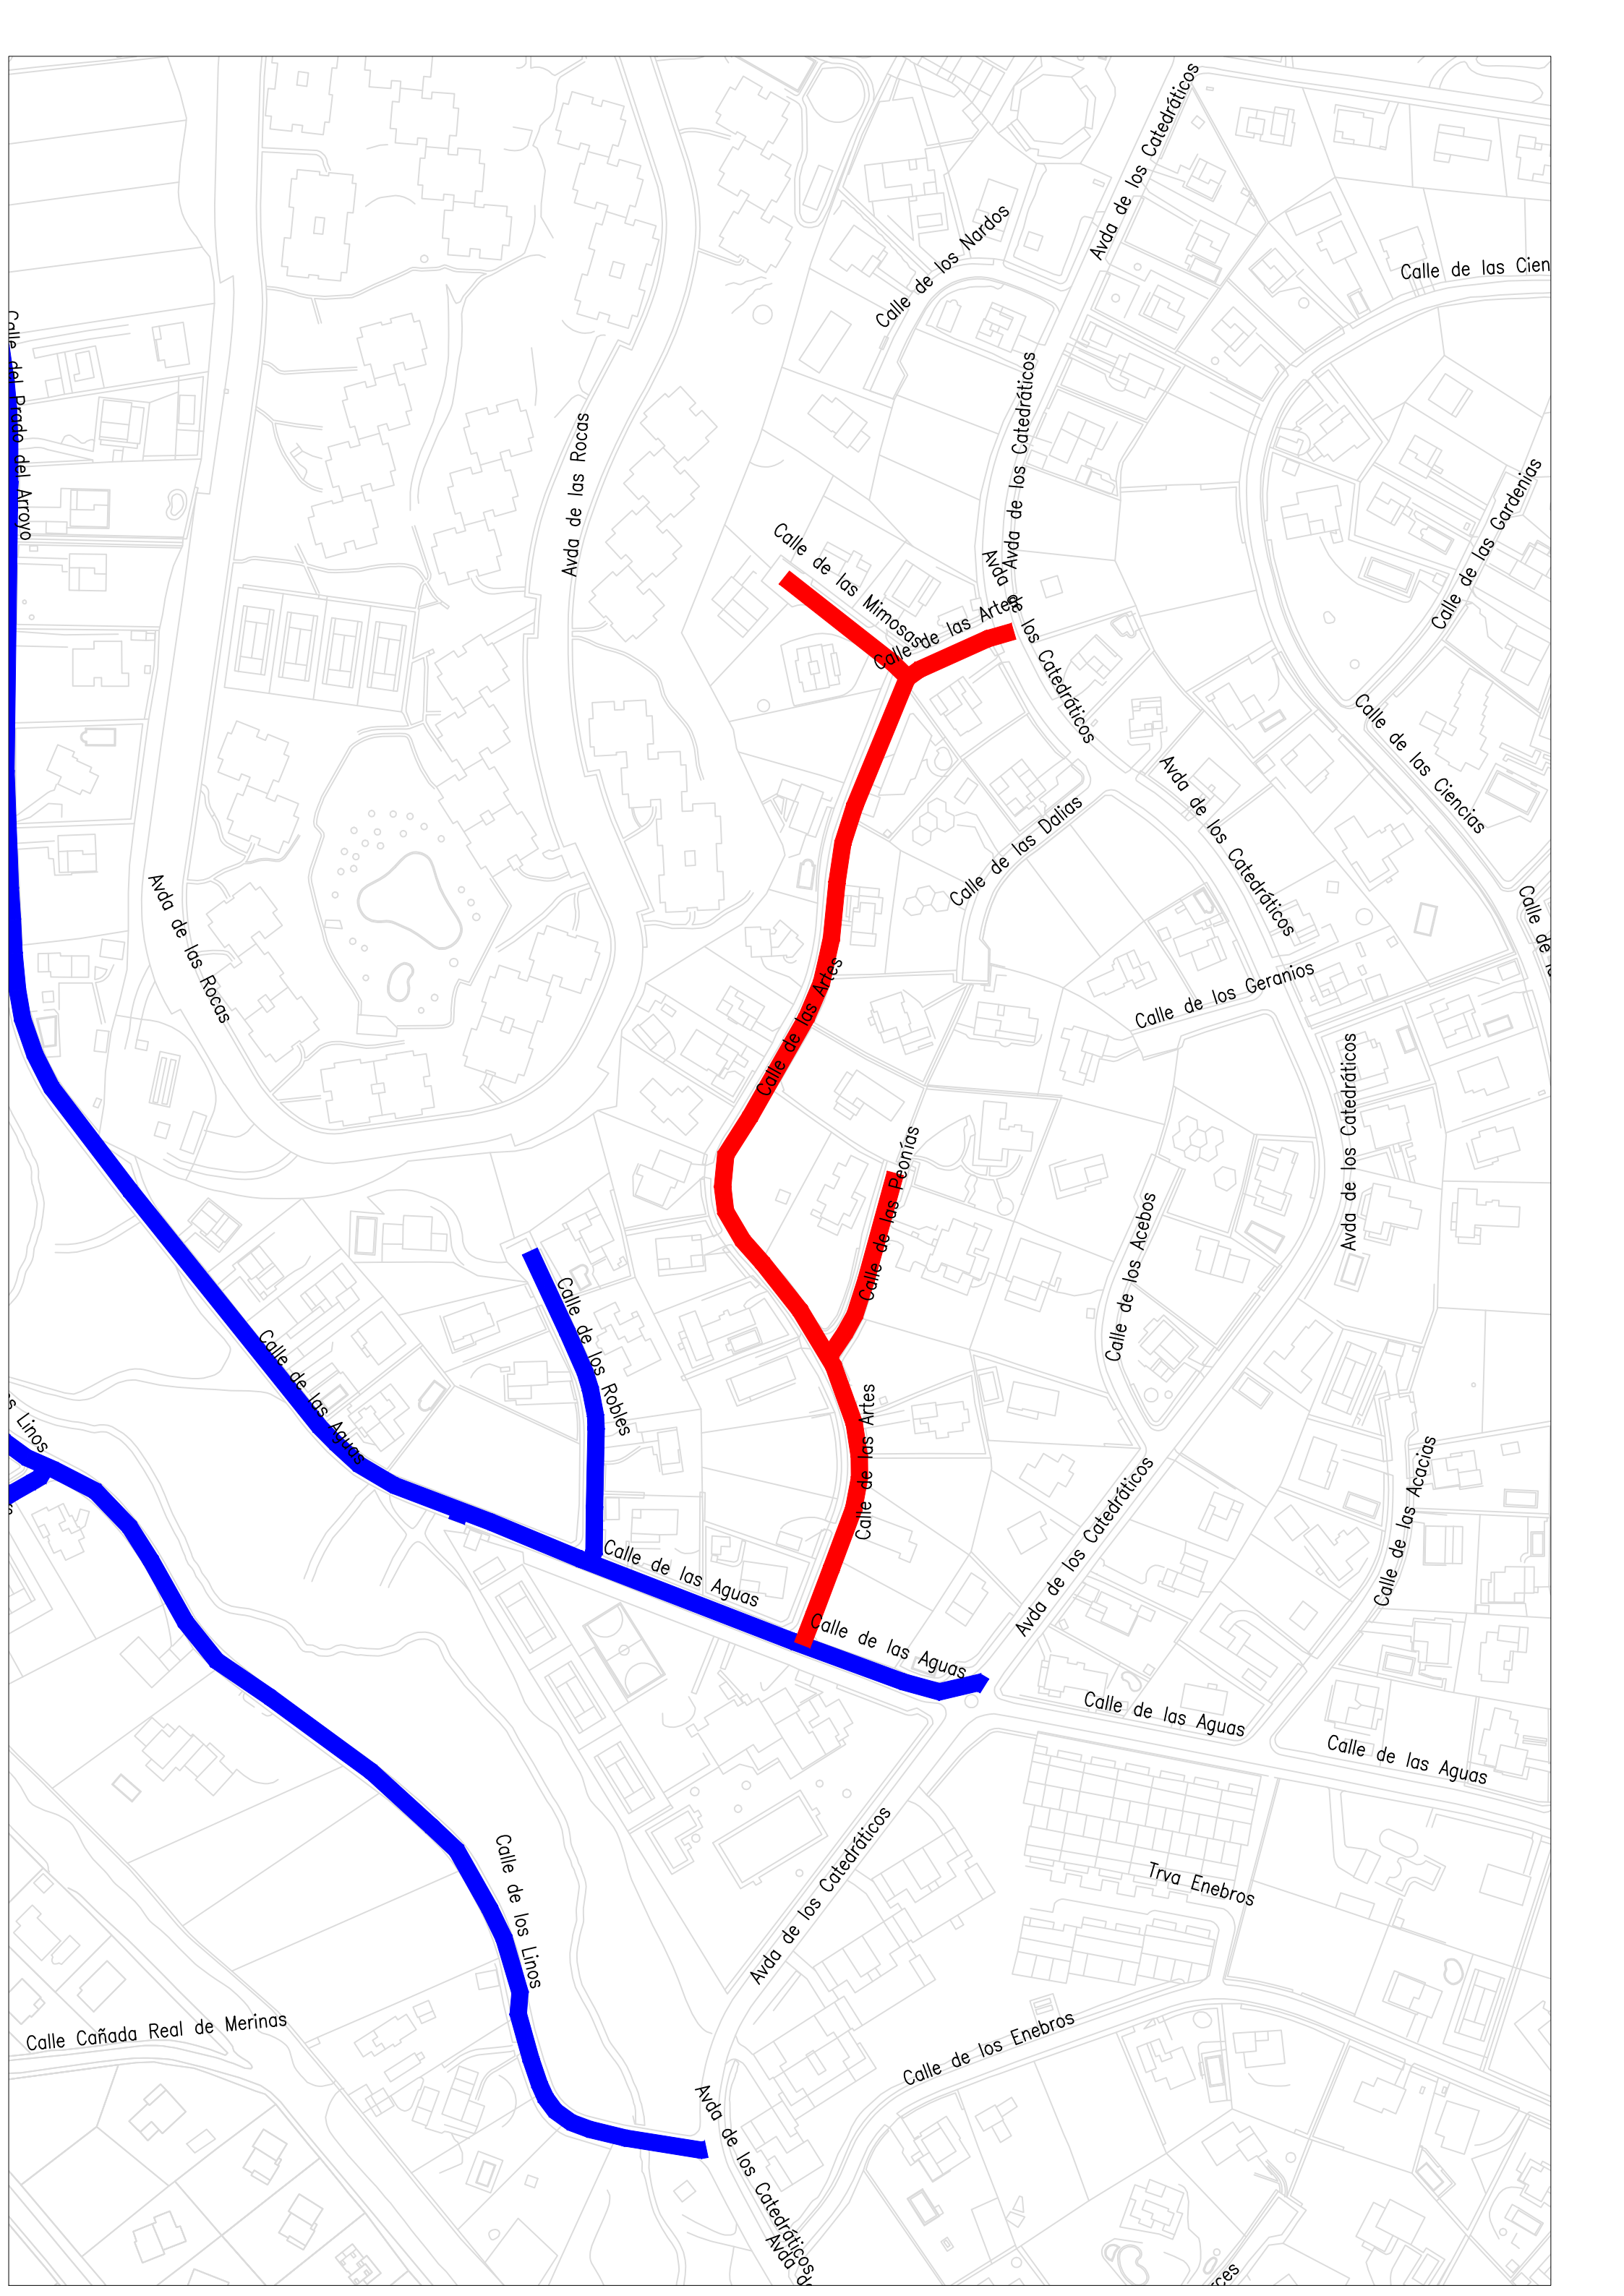 Avda de los Catedráticos
Calle de los Nardos
Calle de las Cien
Calle del Prado del Arroyo
Avda de los Catedráticos
Avda de las Rocas
Calle de las Gardenias
Calle de las Mimosas
Calle de las Artes
Avda de los Catedráticos
Calle de las Ciencias
Avda de los Catedráticos
Calle de las Dalias
Avda de las Rocas
Calle de
Calle de las Artes
Calle de los Geranios
Avda de los Catedráticos
Calle de las Peonías
Calle de los Acebos
Calle de los Robles
Calle de las Aguas
Calle de las Artes
s Linos
Calle de las Acacias
Avda de los Catedráticos
Calle de las Aguas
Calle de las Aguas
Calle de las Aguas
Calle de las Aguas
Avda de los Catedráticos
Calle de los Linos
Trva Enebros
Calle Cañada Real de Merinas
Calle de los Enebros
Avda de los Catedráticos
Avda de
rces